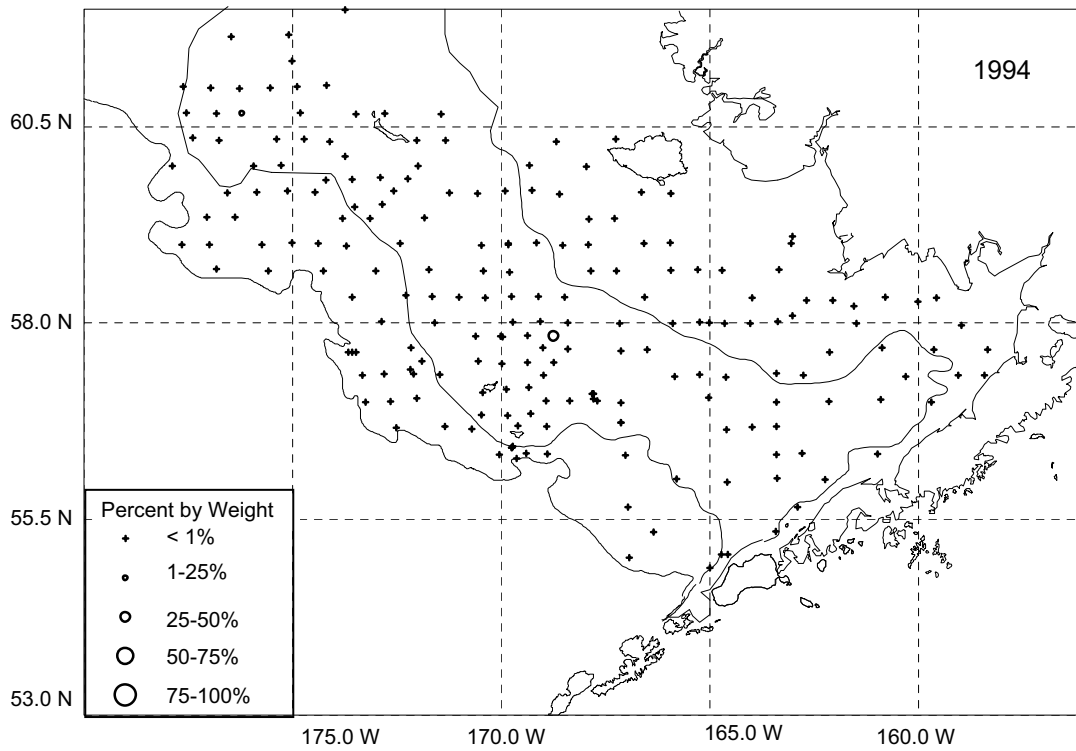 1994
60.5 N
58.0 N
55.5 N
53.0 N
Percent by Weight
< 1%
1-25%
25-50%
50-75%
75-100%
175.0 W
170.0 W
165.0 W
160.0 W